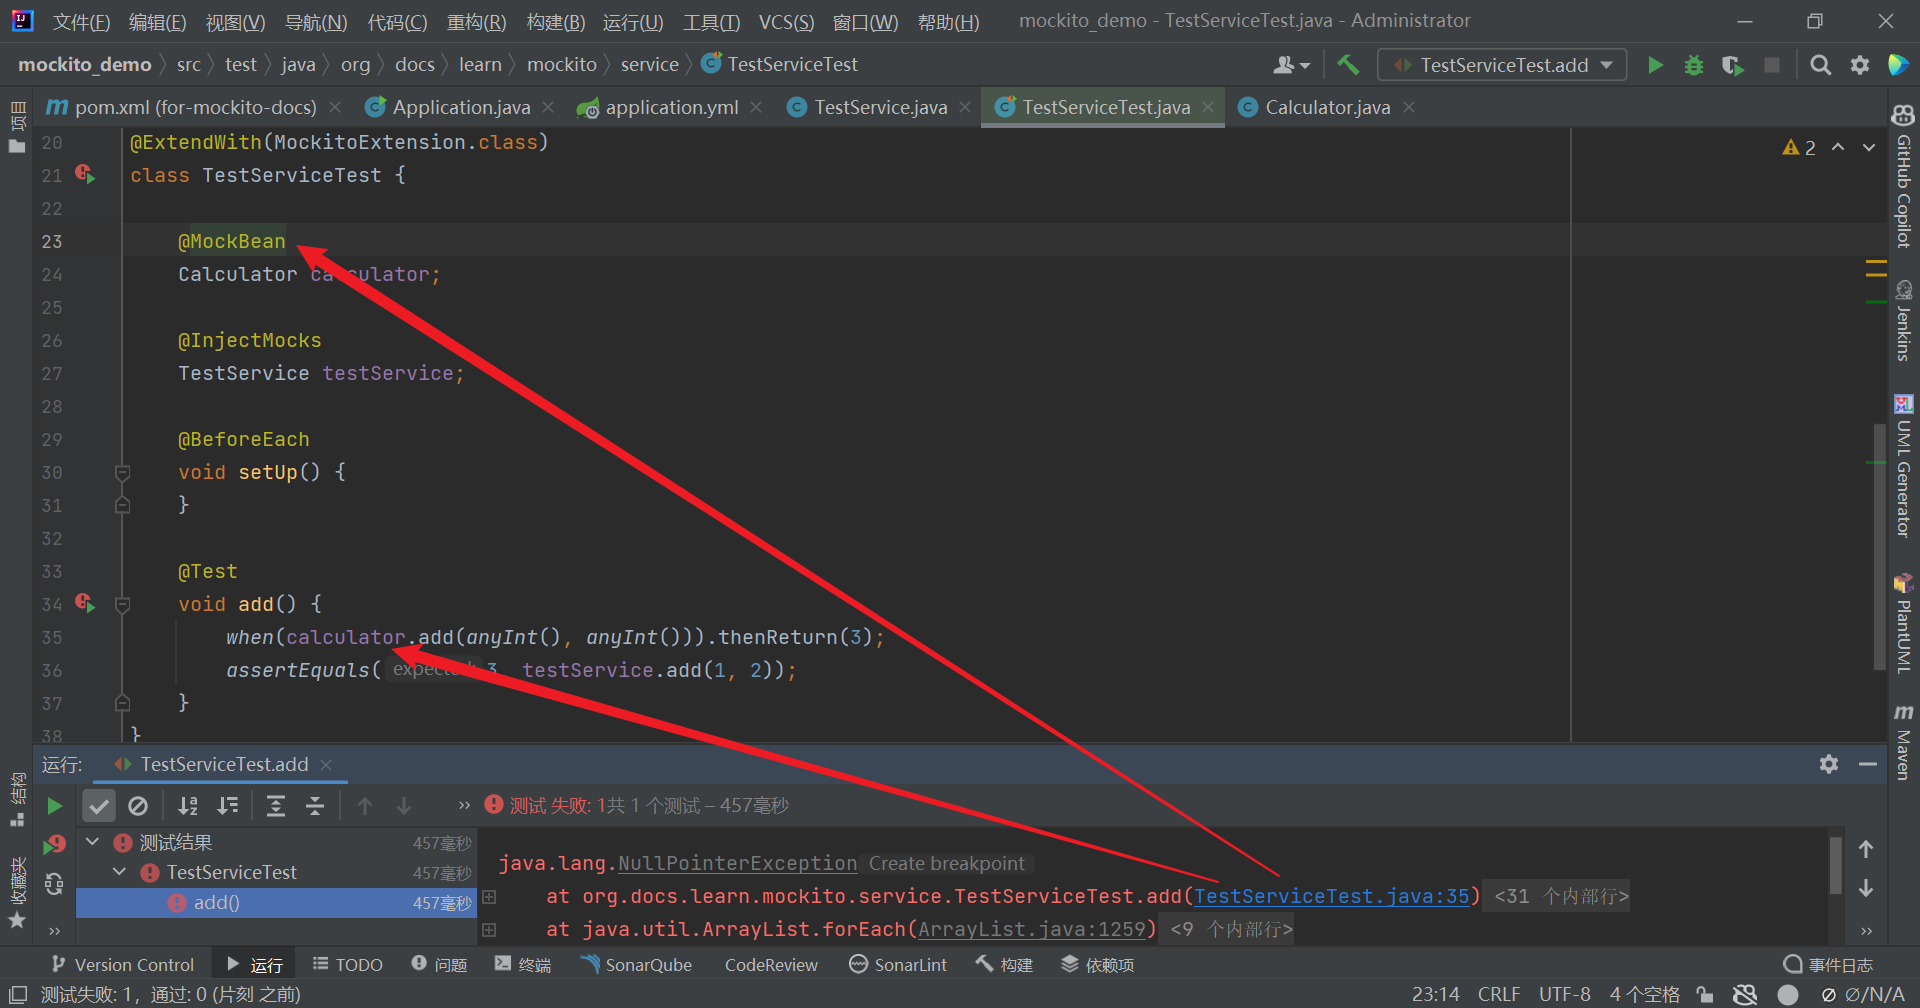 文件(F) 编辑(E) 视图(V) 导航(N) 代码(C) 重构(R) 构建(B) 运行(U) 工具(T) VCS(S) 窗口(W) 帮助(H) mockito_demo - TestServiceTest.java - Administrator
mockito_demo src test java org docs learn mockito service TestServiceTest TestServiceTest.add
pom.xml (for-mockito-docs) Application.java application.yml TestService.java TestServiceTest.java Calculator.java
项目
20 @ExtendWith(MockitoExtension.class)
2
21 class TestServiceTest {
22
23 @MockBean
24 Calculator calculator;
25
26 @InjectMocks
27 TestService testService;
28
29 @BeforeEach
30 void setUp() {
31 }
32
33 @Test
34 void add() {
35 when(calculator.add(anyInt(), anyInt())).thenReturn(3);
36 assertEquals( expected: 3, testService.add(1, 2));
37 }
38 }
GitHub Copilot
Jenkins
UML Generator
PlantUML
Maven
结构
收藏夹
运行: TestServiceTest.add
测试 失败: 1共 1 个测试 – 457毫秒
测试结果 457毫秒
TestServiceTest 457毫秒
add() 457毫秒
java.lang.NullPointerException Create breakpoint
at org.docs.learn.mockito.service.TestServiceTest.add(TestServiceTest.java:35) <31 个内部行>
at java.util.ArrayList.forEach(ArrayList.java:1259) <9 个内部行>
Version Control 运行 TODO 问题 终端 SonarQube CodeReview SonarLint 构建 依赖项 事件日志
测试失败: 1，通过: 0 (片刻 之前) 23:14 CRLF UTF-8 4 个空格 ∅/N/A